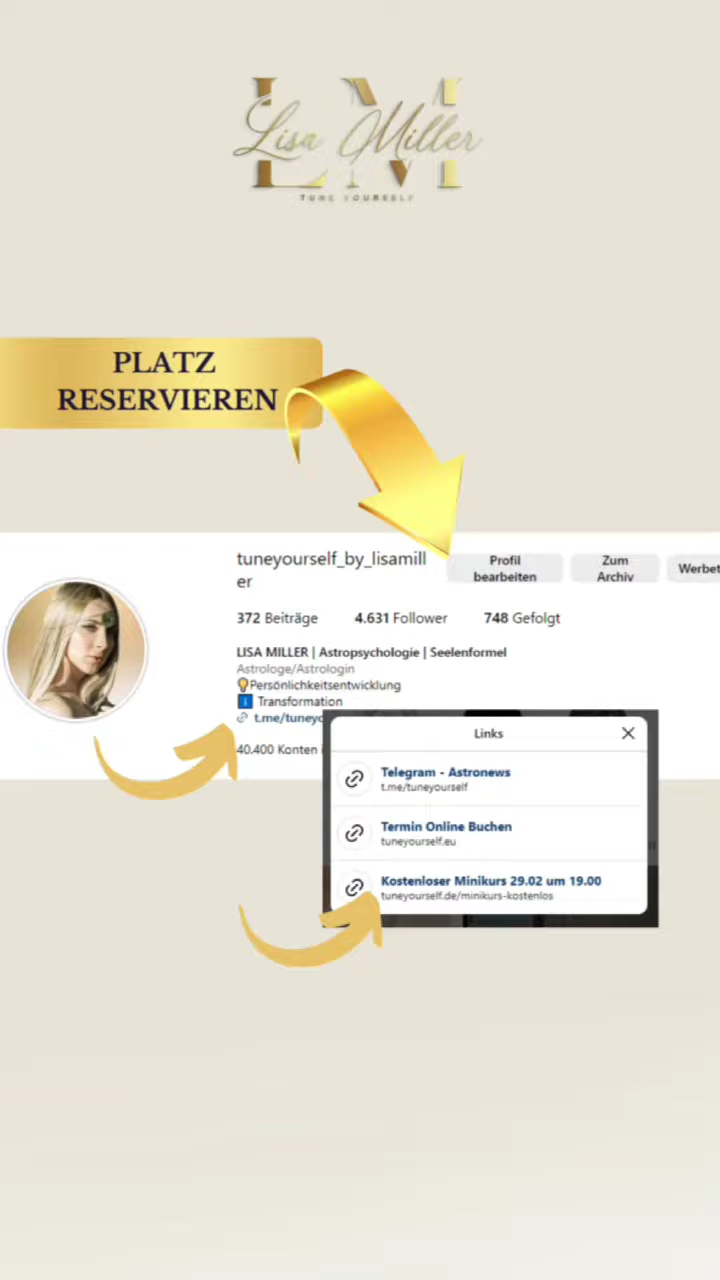 LM
Lisa Miller
TUNE YOURSELF
PLATZ
RESERVIEREN
tuneyourself_by_lisamill
er
Profil
bearbeiten
Zum
Archiv
Werbet
372 Beiträge 4.631 Follower 748 Gefolgt
LISA MILLER | Astropsychologie | Seelenformel
Astrologe/Astrologin
💡Persönlichkeitsentwicklung
ℹ️ Transformation
t.me/tuneyo
40.400 Konten
Links
Telegram - Astronews
t.me/tuneyourself
Termin Online Buchen
tuneyourself.eu
Kostenloser Minikurs 29.02 um 19.00
tuneyourself.de/minikurs-kostenlos